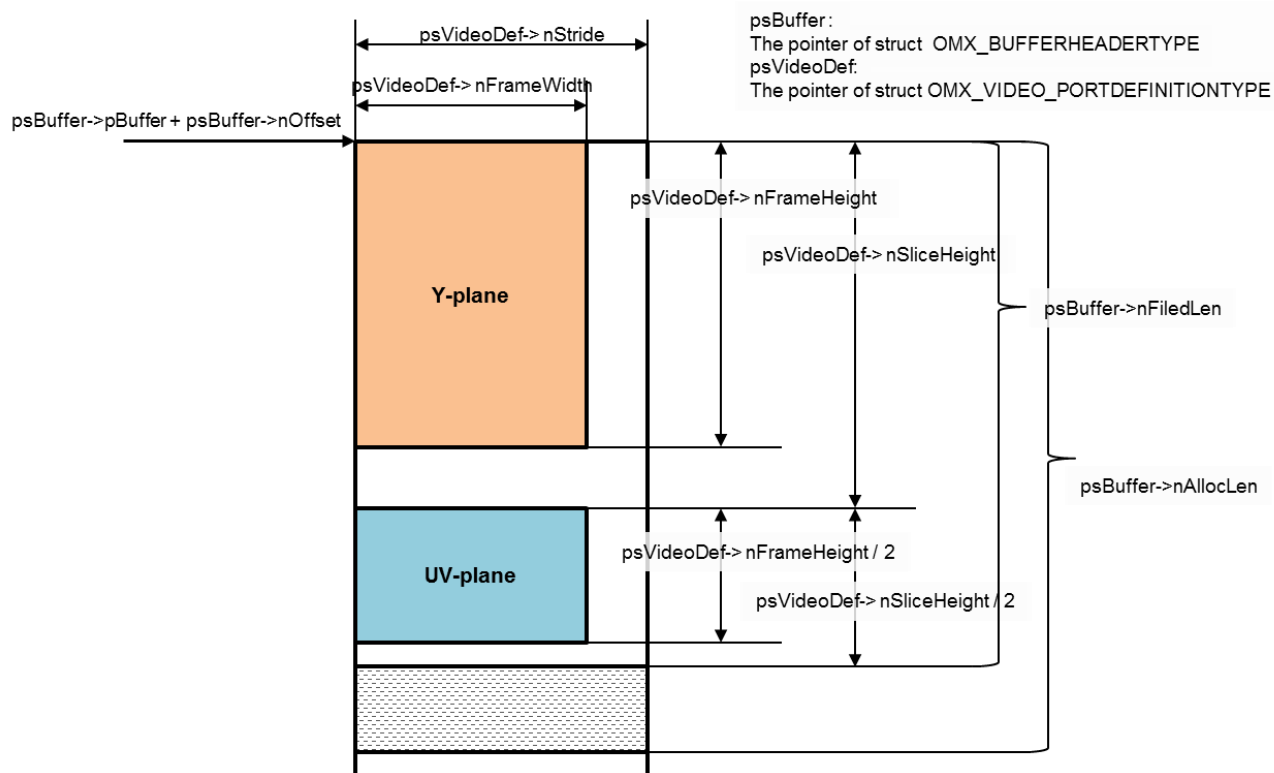 psVideoDef->nStride
psBuffer :
The pointer of struct OMX_BUFFERHEADERTYPE
psVideoDef:
The pointer of struct OMX_VIDEO_PORTDEFINITIONTYPE
psVideoDef-> nFrameWidth
psBuffer->pBuffer + psBuffer->nOffset
psVideoDef-> nFrameHeight
psVideoDef-> nSliceHeight
Y-plane
psBuffer->nFiledLen
psBuffer->nAllocLen
psVideoDef-> nFrameHeight / 2
UV-plane
psVideoDef-> nSliceHeight / 2